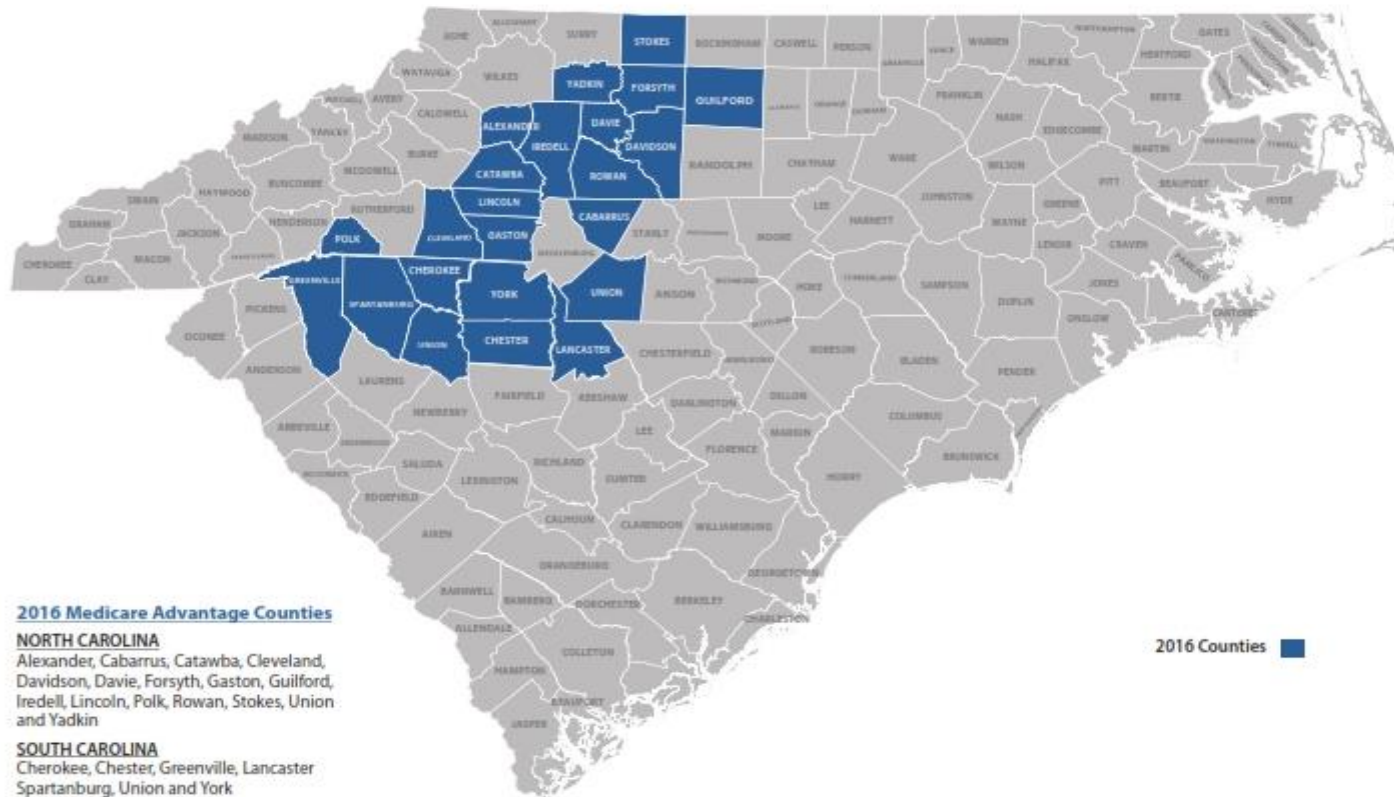 ASHE
SURRY
STOKES
ROCKINGHAM
CASWELL
PERSON
WARREN
GATES
HERTFORD
HALIFAX
WATAUGA
WILKES
YADKIN
FORSYTH
GUILFORD
FRANKLIN
NASH
BERTIE
EDGECOMBE
MARTIN
AVERY
CALDWELL
MADISON
YANCEY
ALEXANDER
DAVIE
IREDELL
DAVIDSON
RANDOLPH
CHATHAM
WAKE
WILSON
PITT
BEAUFORT
HYDE
BURKE
MCDOWELL
BUNCOMBE
HAYWOOD
SWAIN
GRAHAM
JACKSON
HENDERSON
RUTHERFORD
CATAWBA
LINCOLN
ROWAN
CABARRUS
STANLY
MOORE
LEE
HARNETT
JOHNSTON
WAYNE
GREENE
LENOIR
CRAVEN
PAMLICO
CHEROKEE
CLAY
MACON
POLK
CLEVELAND
GASTON
UNION
ANSON
HOKE
SAMPSON
DUPLIN
JONES
ONSLOW
CARTERET
GREENVILLE
SPARTANBURG
CHEROKEE
YORK
PICKENS
OCONEE
ANDERSON
UNION
CHESTER
LANCASTER
CHESTERFIELD
ROBESON
BLADEN
PENDER
LAURENS
NEWBERRY
FAIRFIELD
KERSHAW
DARLINGTON
DILLON
MARION
COLUMBUS
BRUNSWICK
ABBEVILLE
SALUDA
LEXINGTON
RICHLAND
LEE
SUMTER
FLORENCE
HORRY
EDGEFIELD
AIKEN
CALHOUN
CLARENDON
WILLIAMSBURG
ORANGEBURG
GEORGETOWN
BARNWELL
BAMBERG
DORCHESTER
BERKELEY
CHARLESTON
ALLENDALE
HAMPTON
COLLETON
BEAUFORT
JASPER
2016 Medicare Advantage Counties
NORTH CAROLINA
Alexander, Cabarrus, Catawba, Cleveland,
Davidson, Davie, Forsyth, Gaston, Guilford,
Iredell, Lincoln, Polk, Rowan, Stokes, Union
and Yadkin
SOUTH CAROLINA
Cherokee, Chester, Greenville, Lancaster
Spartanburg, Union and York
2016 Counties